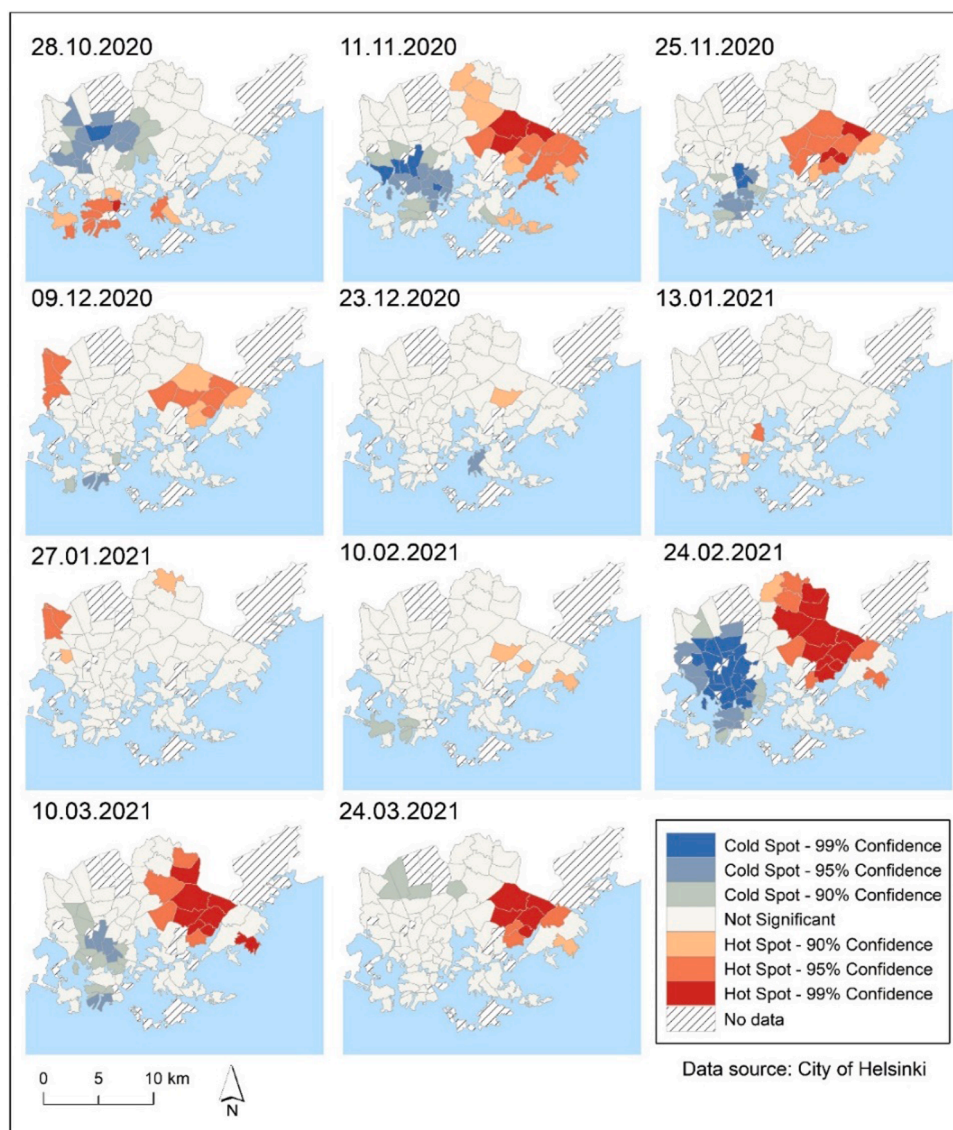 28.10.2020
11.11.2020
25.11.2020
09.12.2020
23.12.2020
13.01.2021
27.01.2021
10.02.2021
24.02.2021
10.03.2021
24.03.2021
Cold Spot - 99% Confidence
Cold Spot - 95% Confidence
Cold Spot - 90% Confidence
Not Significant
Hot Spot - 90% Confidence
Hot Spot - 95% Confidence
Hot Spot - 99% Confidence
No data
0 5 10 km
N
Data source: City of Helsinki